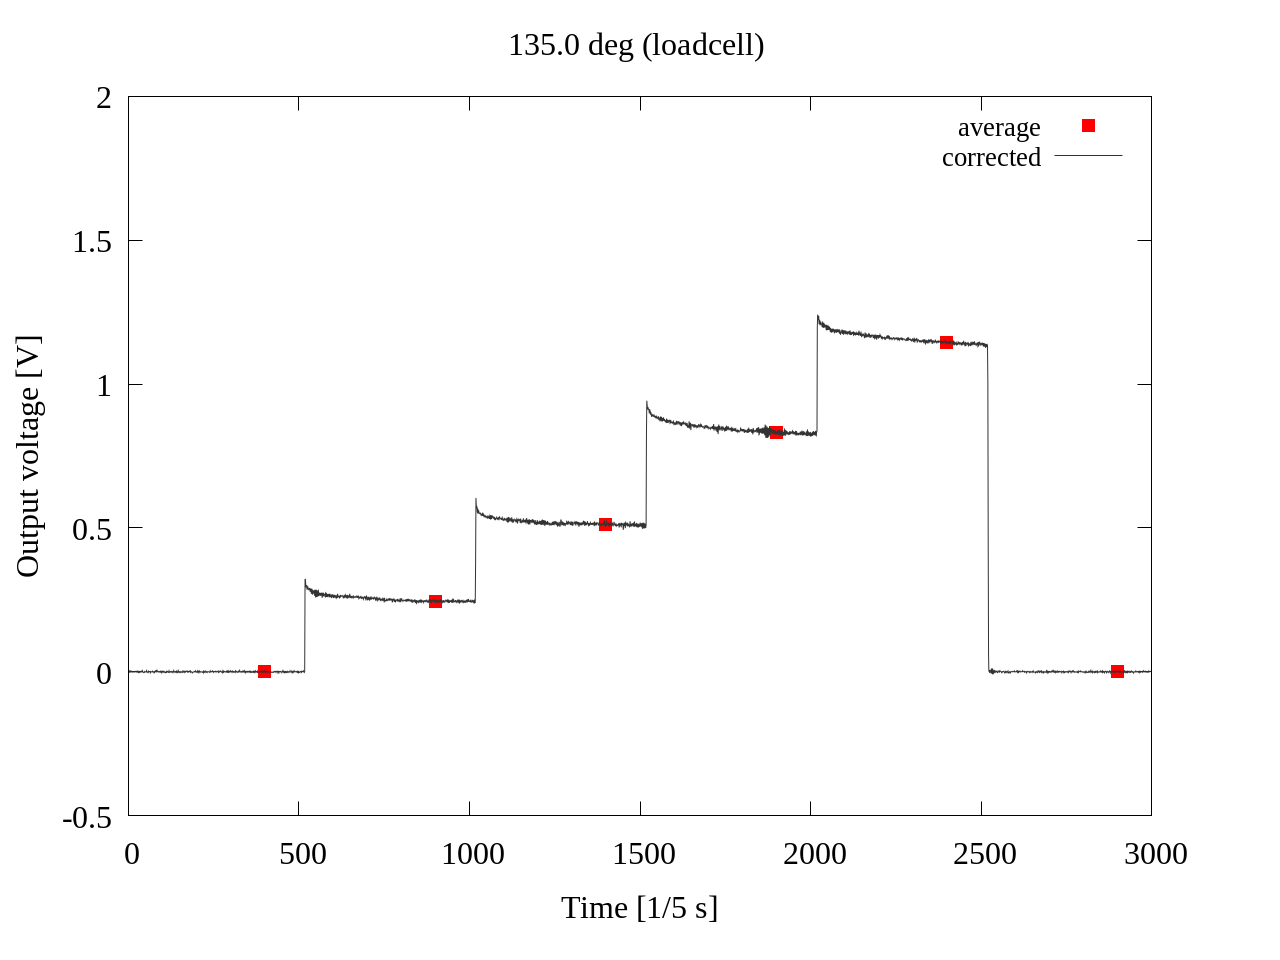 135.0 deg (loadcell)
average
corrected
2
1.5
1
0.5
0
-0.5
Output voltage [V]
0 500 1000 1500 2000 2500 3000
Time [1/5 s]